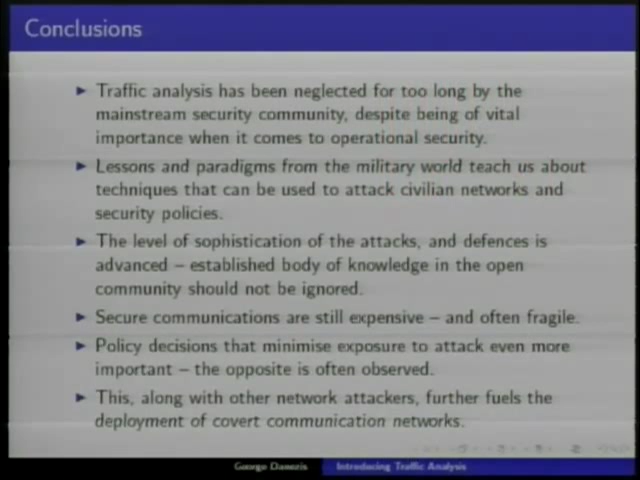 Conclusions
Traffic analysis has been neglected for too long by the
mainstream security community, despite being of vital
importance when it comes to operational security.
Lessons and paradigms from the military world teach us about
techniques that can be used to attack civilian networks and
security policies.
The level of sophistication of the attacks, and defences is
advanced – established body of knowledge in the open
community should not be ignored.
Secure communications are still expensive – and often fragile.
Policy decisions that minimise exposure to attack even more
important – the opposite is often observed.
This, along with other network attackers, further fuels the
deployment of covert communication networks.
George Danezis Introducing Traffic Analysis